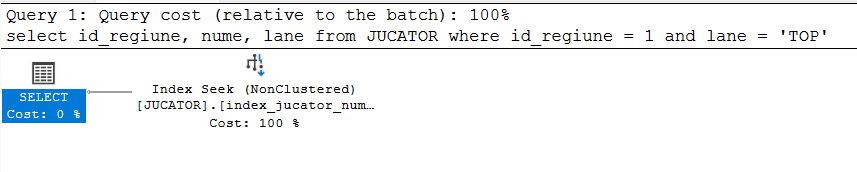 Query 1: Query cost (relative to the batch): 100%
select id_regiune, nume, lane from JUCATOR where id_regiune = 1 and lane = 'TOP'
SELECT
Cost: 0 %
Index Seek (NonClustered)
[JUCATOR].[index_jucator_num…
Cost: 100 %